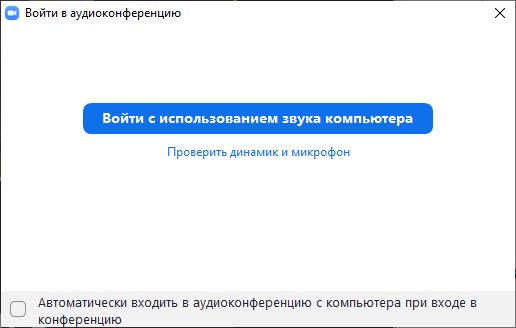 Войти в аудиоконференцию
Войти с использованием звука компьютера
Проверить динамик и микрофон
Автоматически входить в аудиоконференцию с компьютера при входе в
конференцию